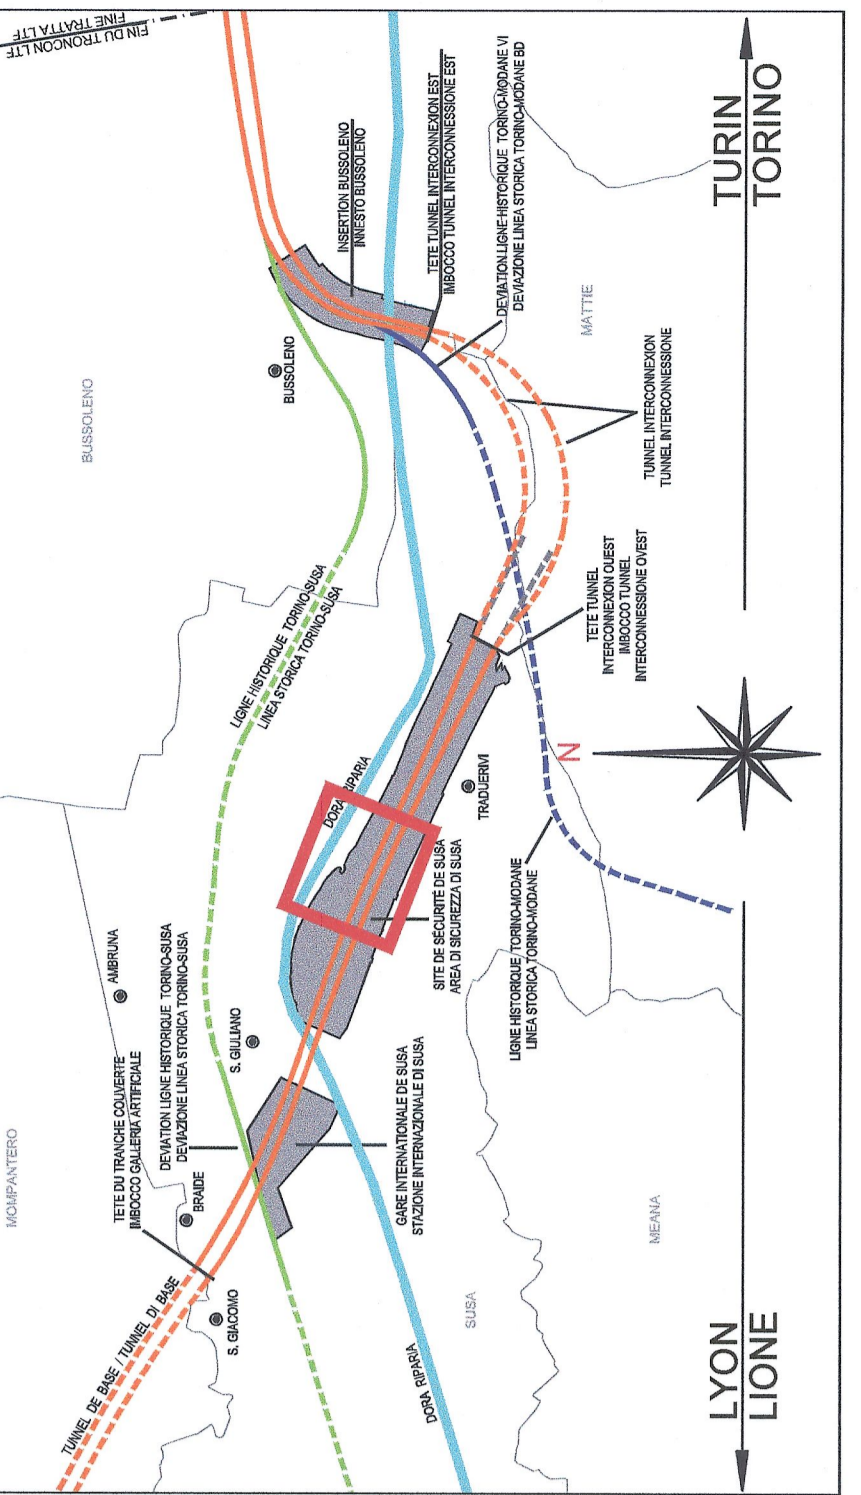 FIN DU TRONCON LTF
FINE TRATTA LTF
TURIN
TORINO
INSERTION BUSSOLENO
INNESTO BUSSOLENO
TETE TUNNEL INTERCONNEXION EST
IMBOCCO TUNNEL INTERCONNESSIONE EST
DEVIATION LIGNE HISTORIQUE TORINO-MODANE VI
DEVIAZIONE LINEA STORICA TORINO-MODANE BD
MATTIE
BUSSOLENO
BUSSOLENO
TUNNEL INTERCONNEXION
TUNNEL INTERCONNESSIONE
LIGNE HISTORIQUE TORINO-SUSA
LINEA STORICA TORINO-SUSA
TETE TUNNEL
INTERCONNEXION OUEST
IMBOCCO TUNNEL
INTERCONNESSIONE OVEST
N
DORA RIPARIA
TRADUERIVI
SITE DE SÉCURITÉ DE SUSA
AREA DI SICUREZZA DI SUSA
LIGNE HISTORIQUE TORINO-MODANE
LINEA STORICA TORINO-MODANE
AMBRUNA
S. GIULIANO
DEVIATION LIGNE HISTORIQUE TORINO-SUSA
DEVIAZIONE LINEA STORICA TORINO-SUSA
TETE DU TRANCHE COUVERTE
IMBOCCO GALLERIA ARTIFICIALE
MOMPANTERO
BRAIDE
GARE INTERNATIONALE DE SUSA
STAZIONE INTERNAZIONALE DI SUSA
MEANA
SUSA
S. GIACOMO
TUNNEL DE BASE / TUNNEL DI BASE
DORA RIPARIA
LYON
LIONE